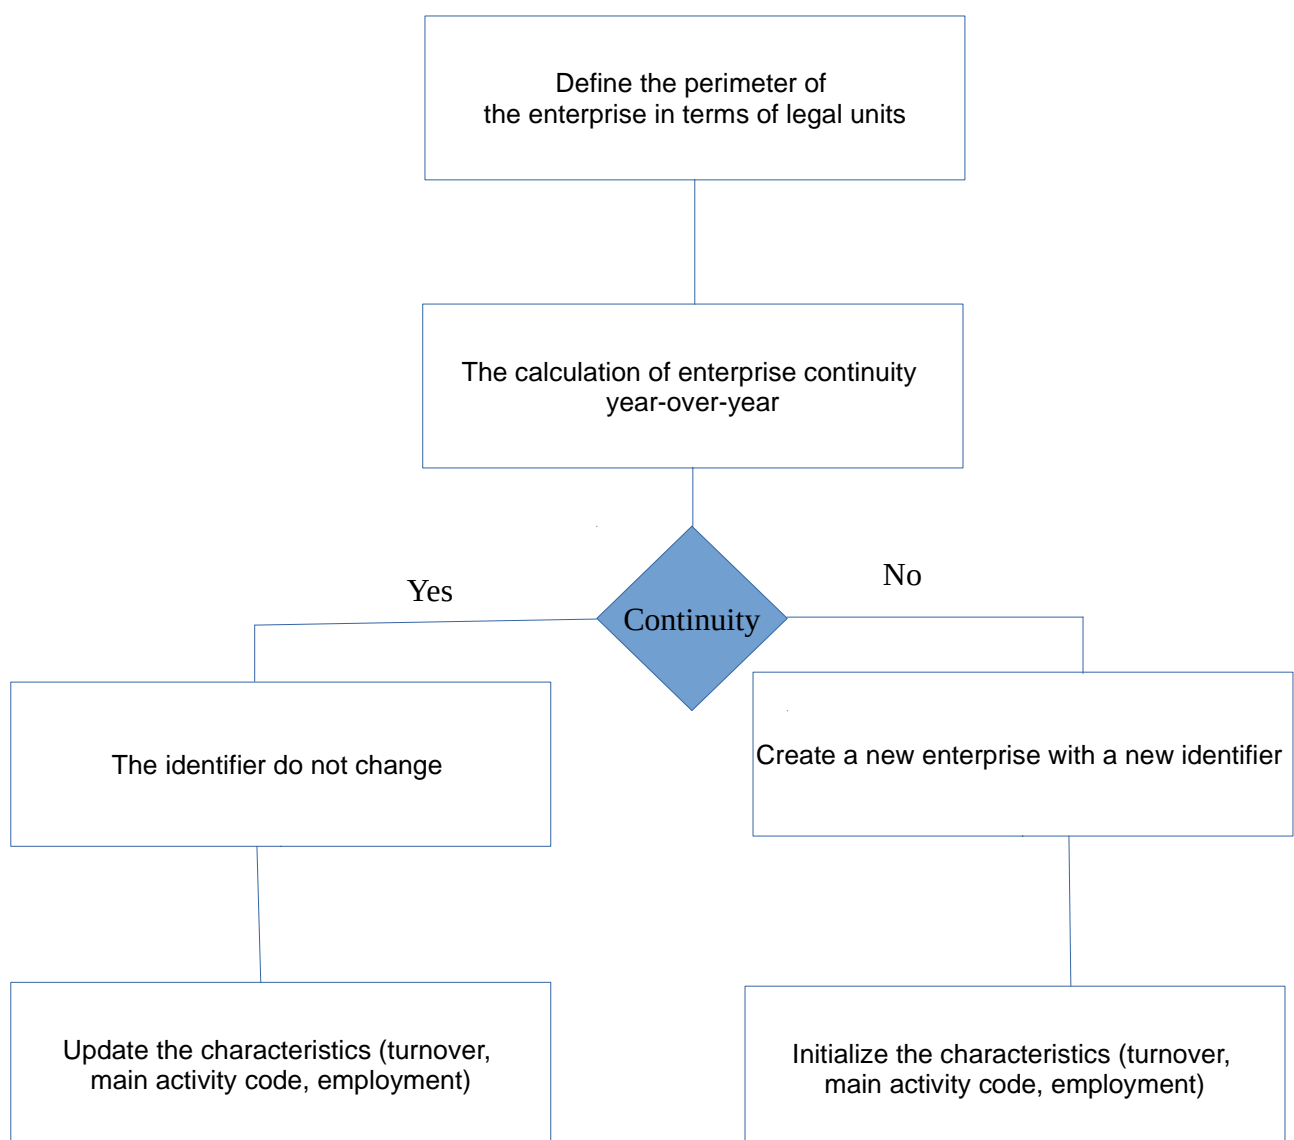 Define the perimeter of
the enterprise in terms of legal units
The calculation of enterprise continuity
year-over-year
Continuity
Yes
No
The identifier do not change
Create a new enterprise with a new identifier
Update the characteristics (turnover,
main activity code, employment)
Initialize the characteristics (turnover,
main activity code, employment)